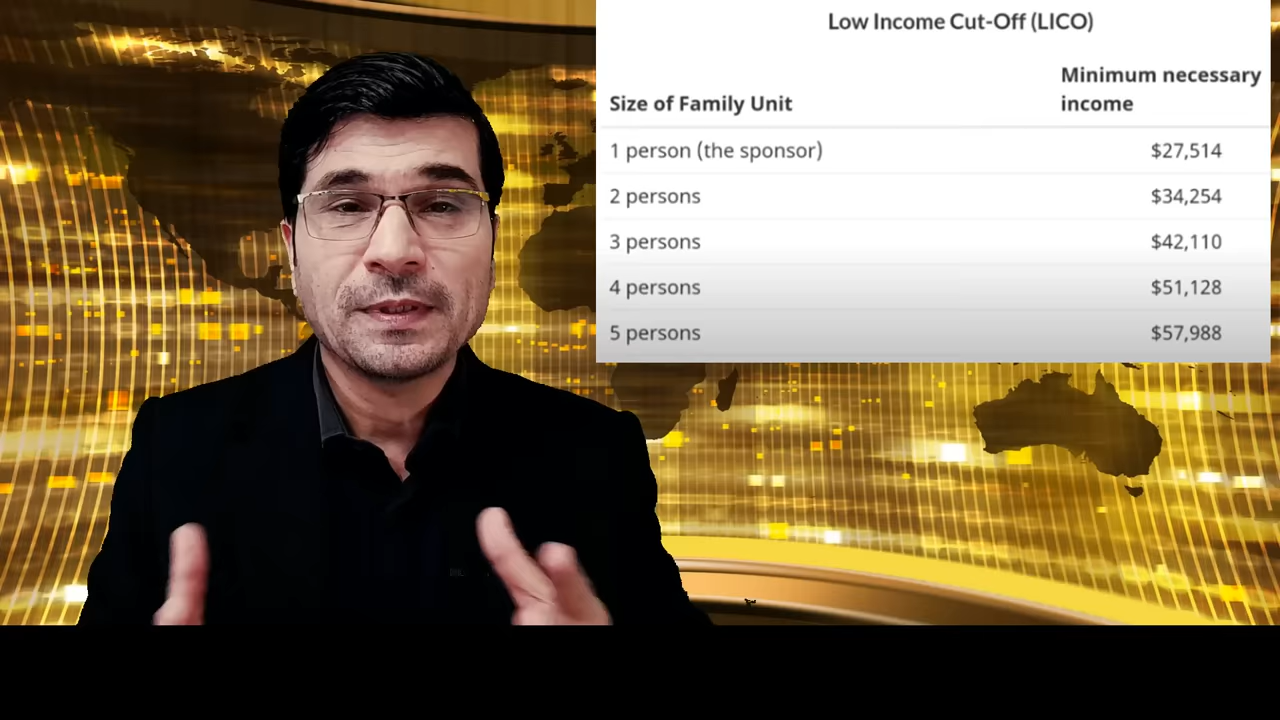 Low Income Cut-Off (LICO)
Size of Family Unit Minimum necessary income
1 person (the sponsor) $27,514
2 persons $34,254
3 persons $42,110
4 persons $51,128
5 persons $57,988